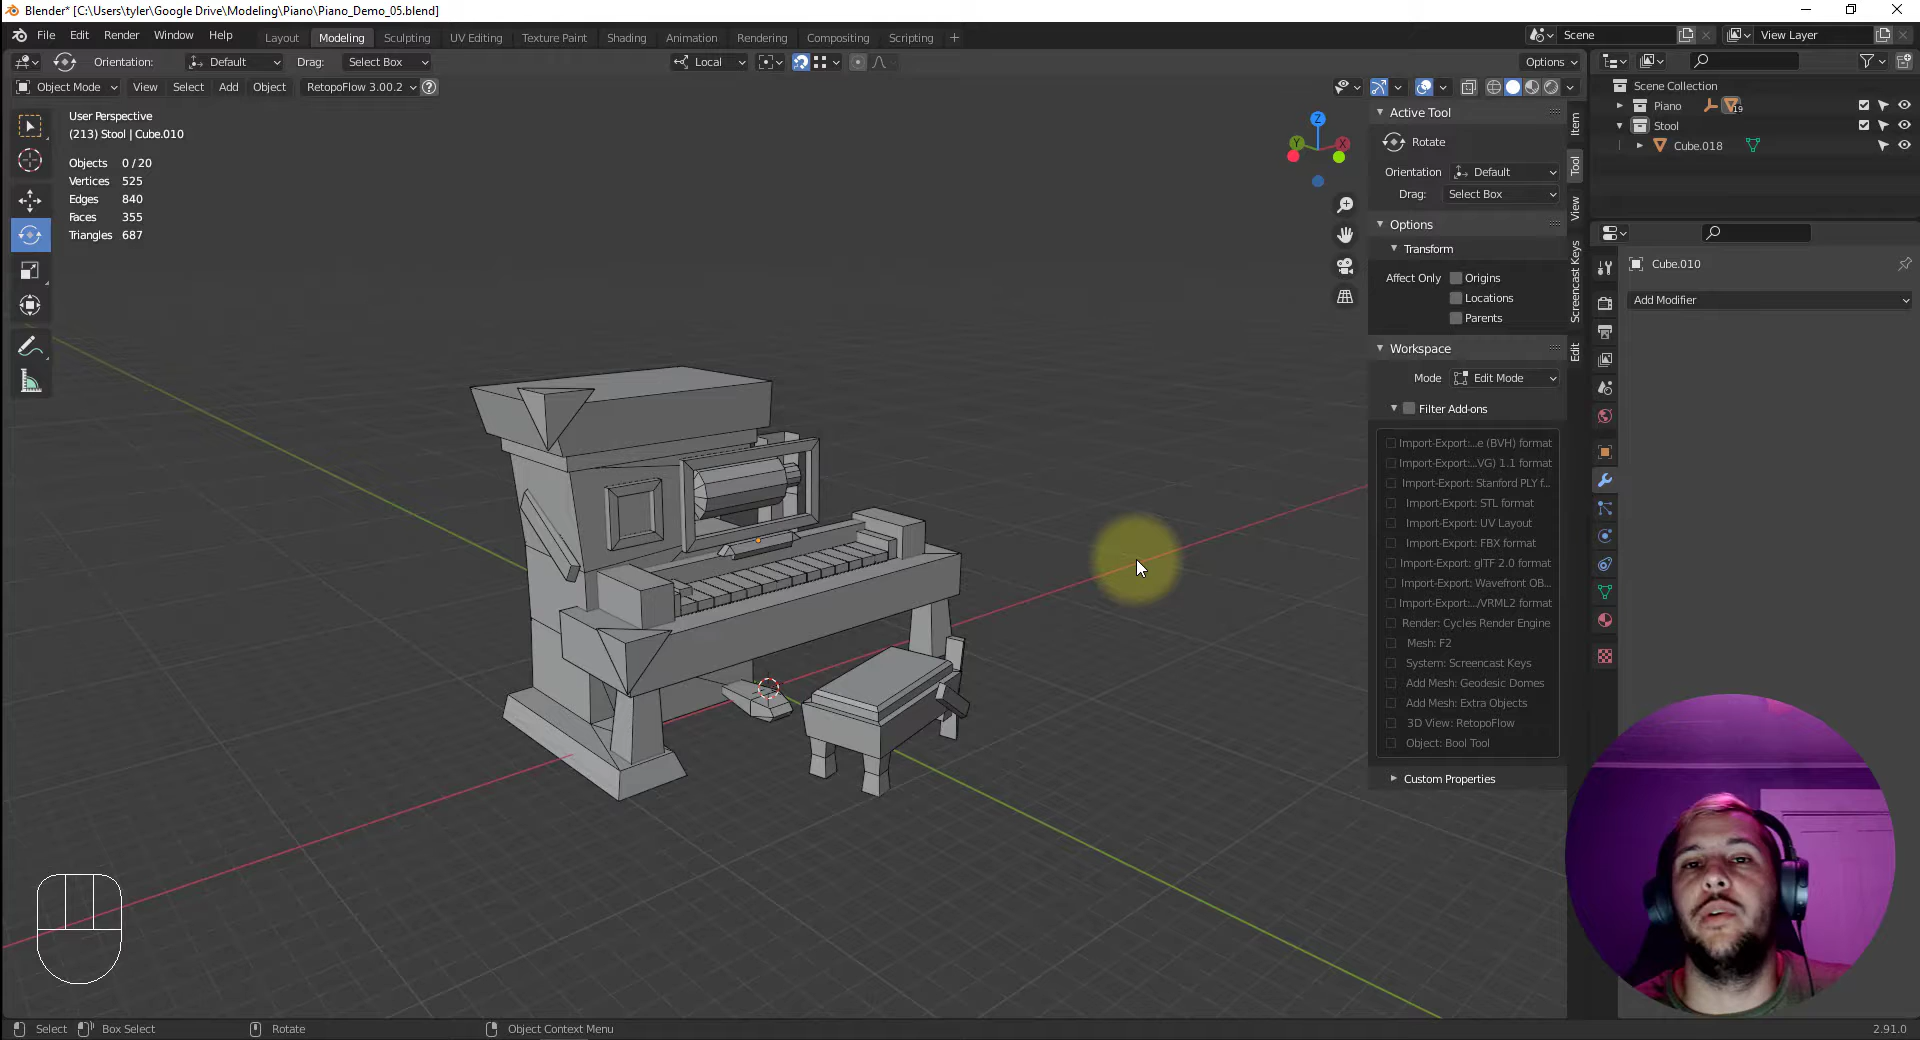 Blender* [C:\Users\tyler\Google Drive\Modeling\Piano\Piano_Demo_05.blend]
File Edit Render Window Help Layout Modeling Sculpting UV Editing Texture Paint Shading Animation Rendering Compositing Scripting + Scene View Layer
Orientation: Default Drag: Select Box Local Options
Object Mode View Select Add Object RetopoFlow 3.00.2 ?
User Perspective
(213) Stool | Cube.010
Objects 0 / 20
Vertices 525
Edges 840
Faces 355
Triangles 687
Z
Y
X
Active Tool
Rotate
Orientation Default
Drag: Select Box
Options
Transform
Affect Only Origins
Locations
Parents
Workspace
Mode Edit Mode
Filter Add-ons
Import-Export:...e (BVH) format
Import-Export:...VG) 1.1 format
Import-Export: Stanford PLY f...
Import-Export: STL format
Import-Export: UV Layout
Import-Export: FBX format
Import-Export: glTF 2.0 format
Import-Export: Wavefront OB...
Import-Export:.../VRML2 format
Render: Cycles Render Engine
Mesh: F2
System: Screencast Keys
Add Mesh: Geodesic Domes
Add Mesh: Extra Objects
3D View: RetopoFlow
Object: Bool Tool
Custom Properties
Item
Tool
View
Screencast Keys
Edit
Scene Collection
Piano 19
Stool
Cube.018
Cube.010
Add Modifier
Select Box Select Rotate Object Context Menu 2.91.0